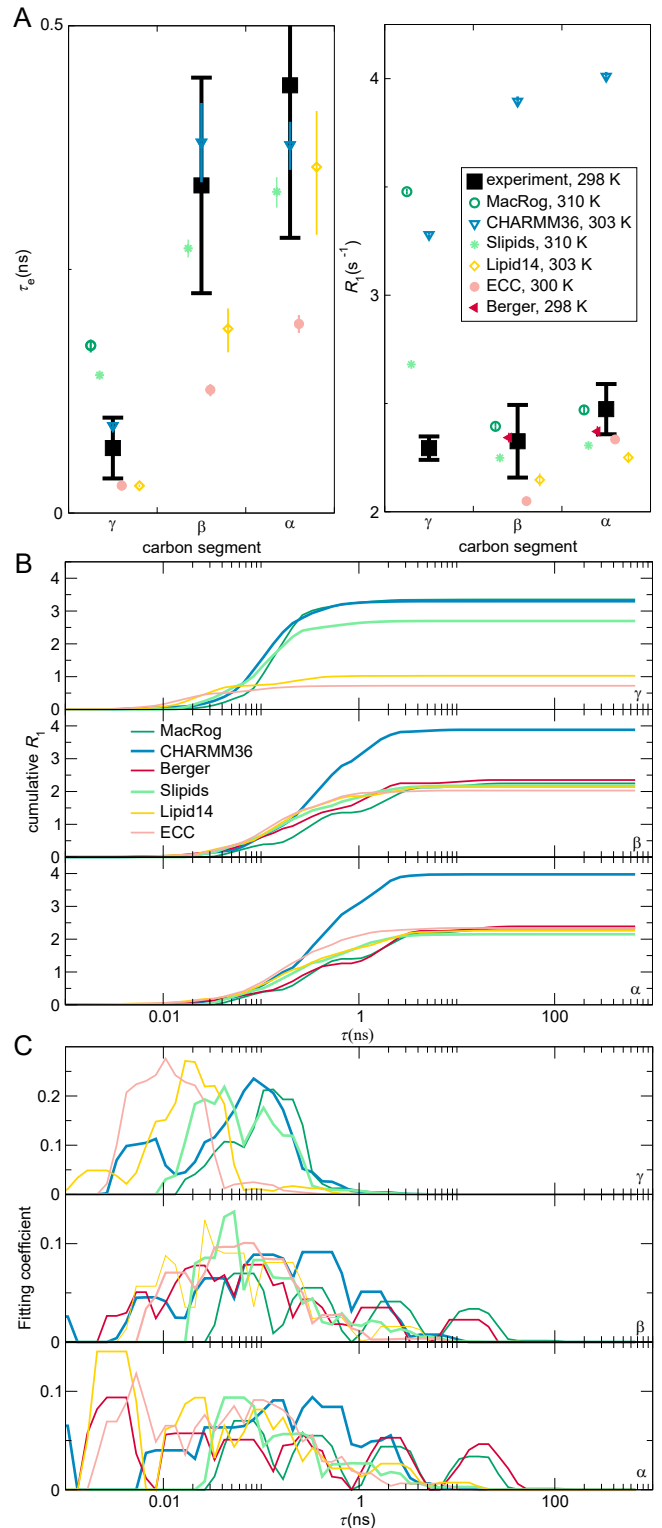 A
0.5
0
τe(ns)
γ
β
α
carbon segment
4
3
2
R1(s−1)
experiment, 298 K
MacRog, 310 K
CHARMM36, 303 K
Slipids, 310 K
Lipid14, 303 K
ECC, 300 K
Berger, 298 K
γ
β
α
carbon segment
B
4
3
2
1
0
γ
cumulative R1
4
3
2
1
0
MacRog
CHARMM36
Berger
Slipids
Lipid14
ECC
β
4
3
2
1
0
α
0.01
1
100
τ(ns)
C
0.2
0.1
0
γ
Fitting coefficient
0.1
0
β
0.1
0
α
0.01
1
100
τ(ns)